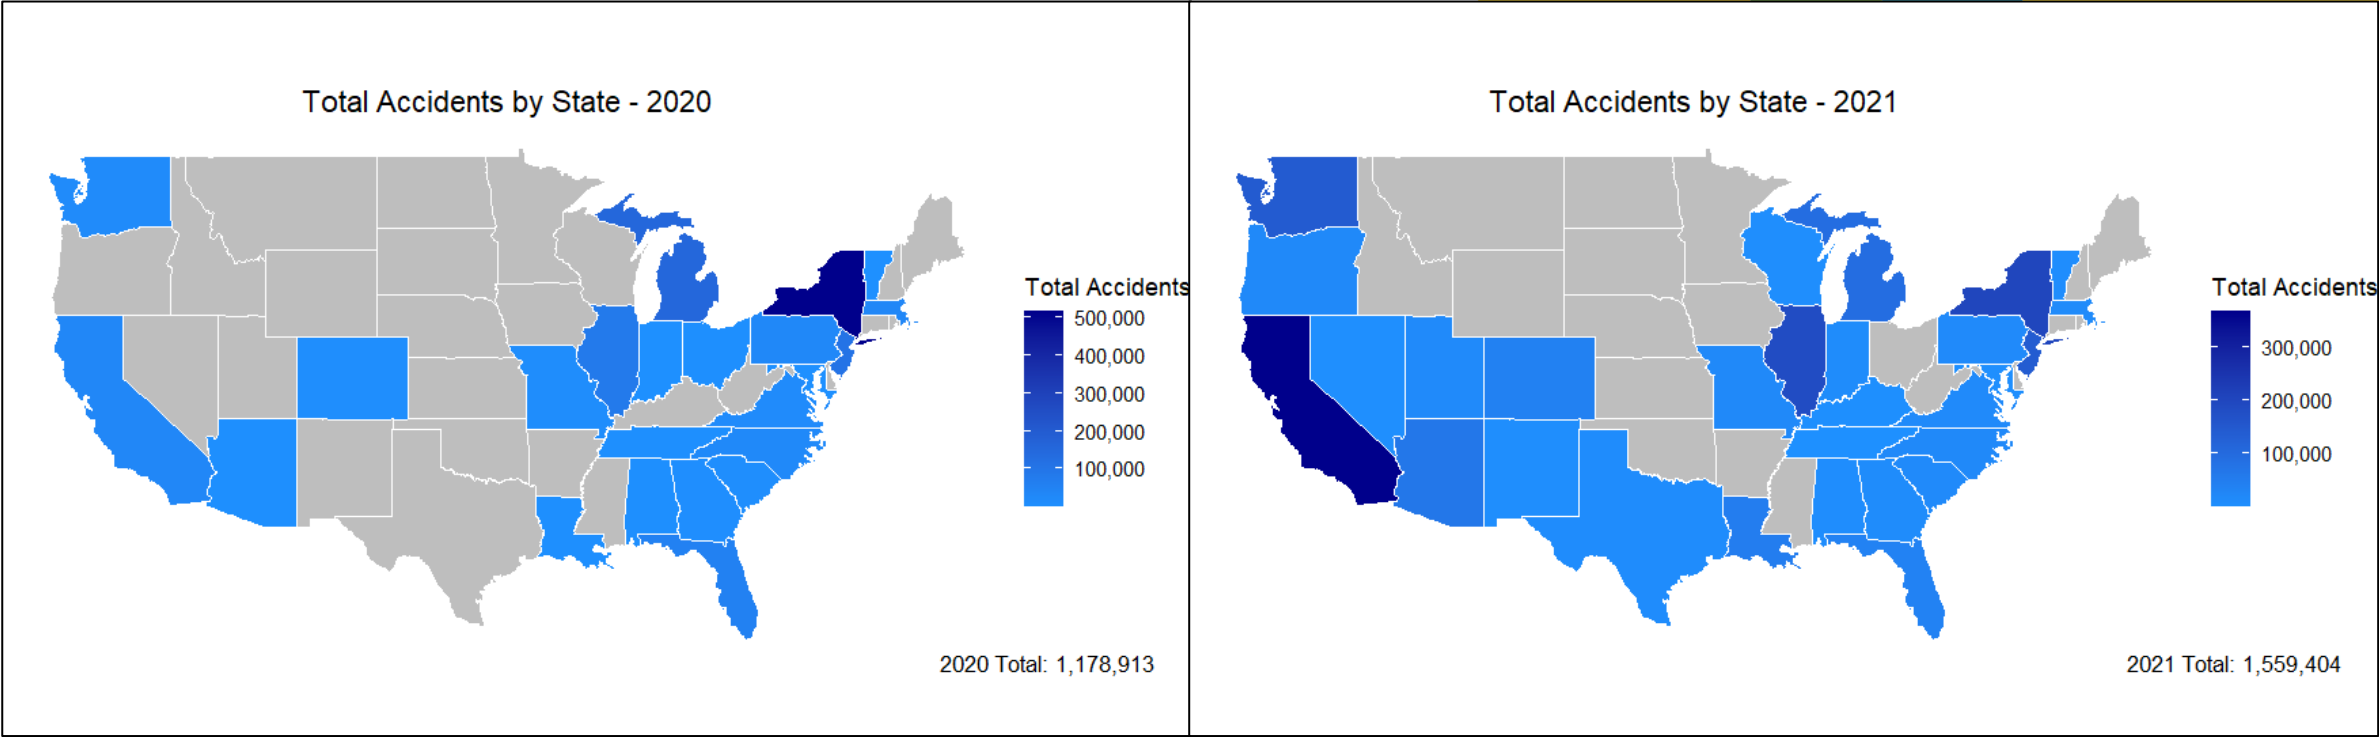 Total Accidents by State - 2020
Total Accidents
500,000
400,000
300,000
200,000
100,000
2020 Total: 1,178,913
Total Accidents by State - 2021
Total Accidents
300,000
200,000
100,000
2021 Total: 1,559,404